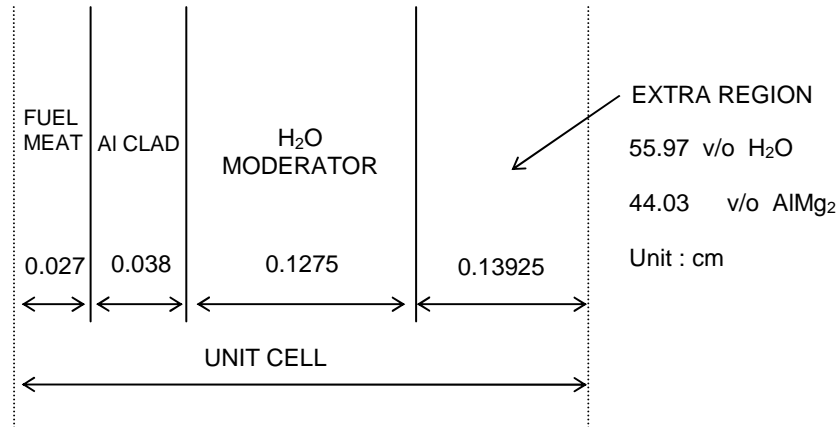 FUEL
MEAT
Al CLAD
H₂O
MODERATOR
EXTRA REGION
55.97 v/o H₂O
44.03 v/o AlMg₂
Unit : cm
0.027
0.038
0.1275
0.13925
UNIT CELL